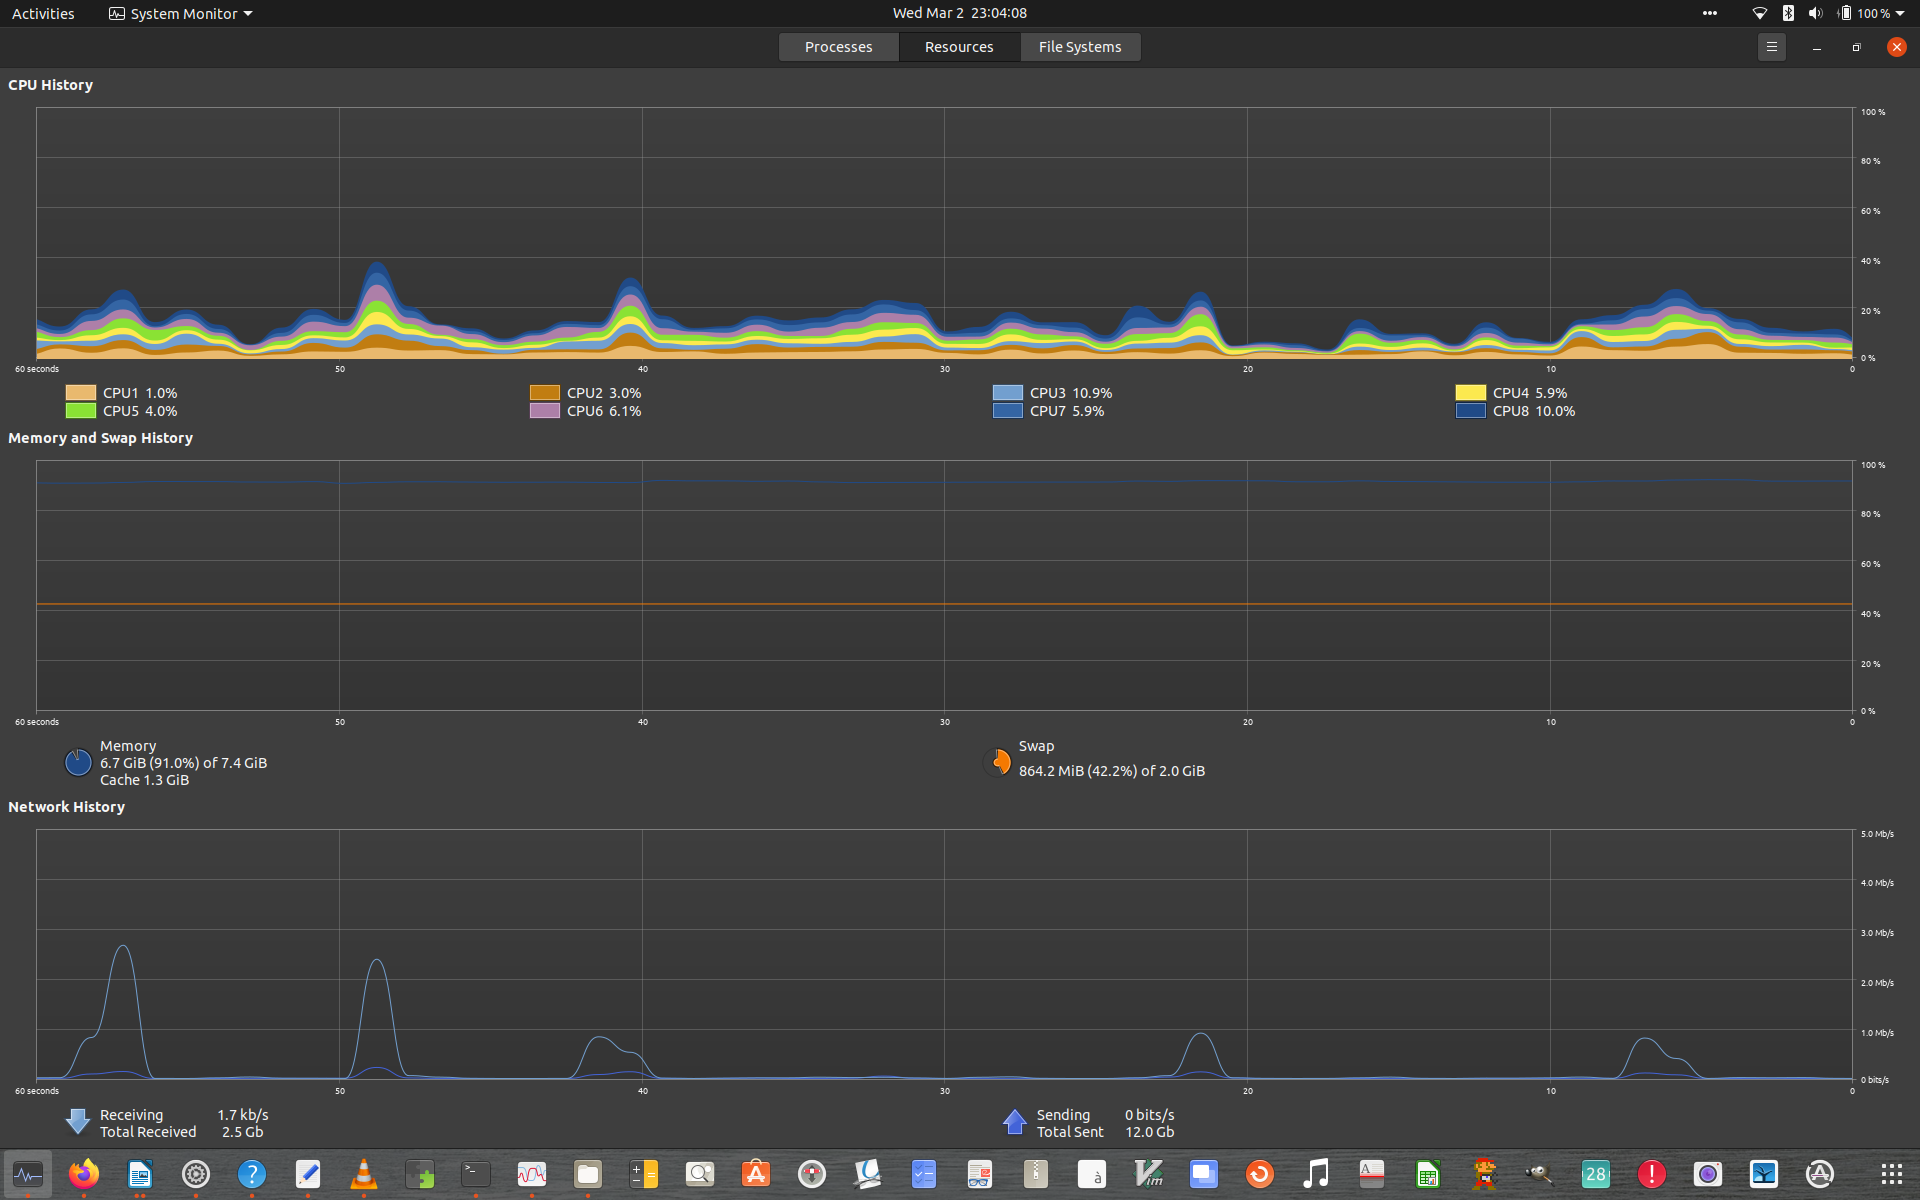 Activities System Monitor Wed Mar 2 23:04:08 100 %
Processes Resources File Systems
CPU History
100 %
80 %
60 %
40 %
20 %
0 %
60 seconds 50 40 30 20 10 0
CPU1 1.0% CPU2 3.0% CPU3 10.9% CPU4 5.9%
CPU5 4.0% CPU6 6.1% CPU7 5.9% CPU8 10.0%
Memory and Swap History
100 %
80 %
60 %
40 %
20 %
0 %
60 seconds 50 40 30 20 10 0
Memory
6.7 GiB (91.0%) of 7.4 GiB
Cache 1.3 GiB
Swap
864.2 MiB (42.2%) of 2.0 GiB
Network History
5.0 Mb/s
4.0 Mb/s
3.0 Mb/s
2.0 Mb/s
1.0 Mb/s
0 bits/s
60 seconds 50 40 30 20 10 0
Receiving 1.7 kb/s
Total Received 2.5 Gb
Sending 0 bits/s
Total Sent 12.0 Gb
? >_ A à Vim A 28 !